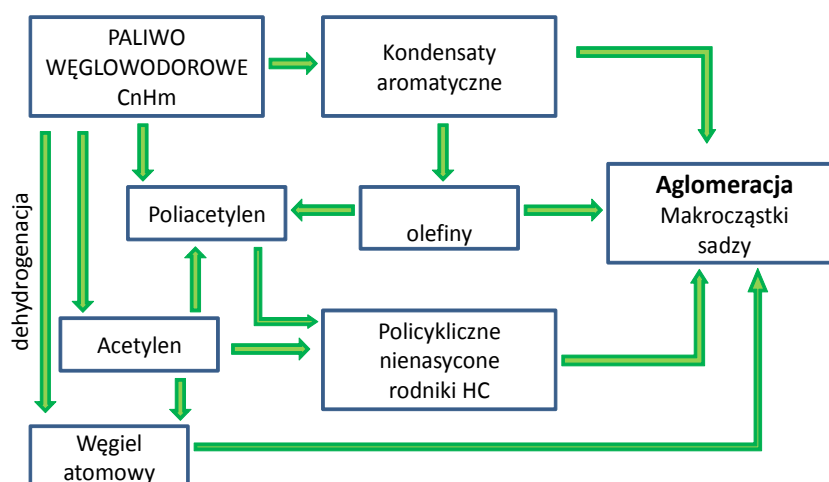 PALIWO
WĘGLOWODOROWE
CnHm
Kondensaty
aromatyczne
Aglomeracja
Makrocząstki
sadzy
Poliacetylen
olefiny
dehydrogenacja
Acetylen
Policykliczne
nienasycone
rodniki HC
Węgiel
atomowy